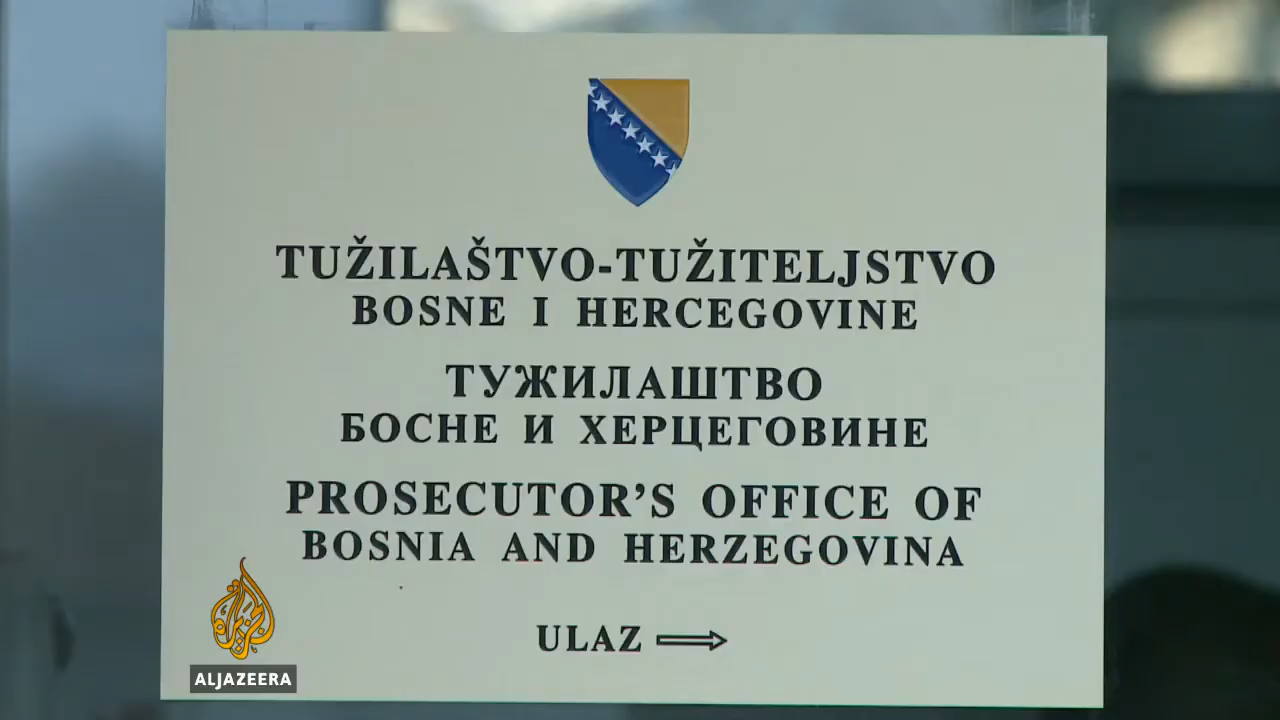 TUŽILAŠTVO-TUŽITELJSTVO
BOSNE I HERCEGOVINE
ТУЖИЛАШТВО
БОСНЕ И ХЕРЦЕГОВИНЕ
PROSECUTOR’S OFFICE OF
BOSNIA AND HERZEGOVINA
ULAZ
ALJAZEERA